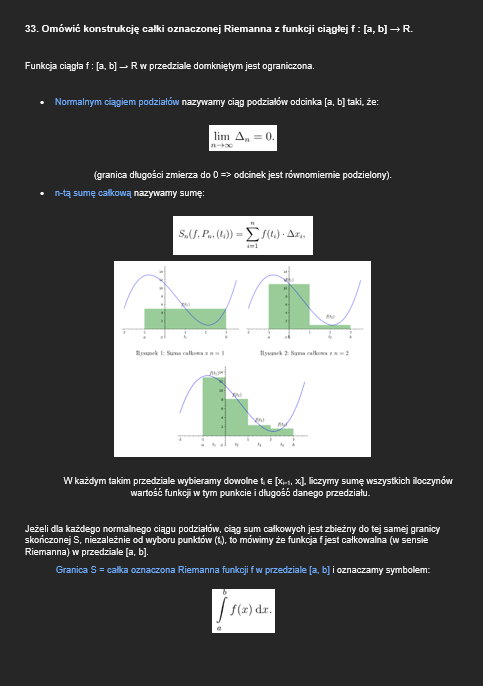 33. Omówić konstrukcję całki oznaczonej Riemanna z funkcji ciągłej f : [a, b] → R.
Funkcja ciągła f : [a, b] → R w przedziale domkniętym jest ograniczona.
• Normalnym ciągiem podziałów nazywamy ciąg podziałów odcinka [a, b] taki, że:
lim Δₙ = 0.
n→∞
(granica długości zmierza do 0 => odcinek jest równomiernie podzielony).
• n-tą sumę całkową nazywamy sumę:
Sₙ(f, Pₙ, (tᵢ)) = ∑ᵢ₌₁ⁿ f(tᵢ) · Δxᵢ,
Rysunek 1: Suma całkowa z n = 1
Rysunek 2: Suma całkowa z n = 2
W każdym takim przedziale wybieramy dowolne tᵢ ∈ [xᵢ₋₁, xᵢ], liczymy sumę wszystkich iloczynów
wartość funkcji w tym punkcie i długość danego przedziału.
Jeżeli dla każdego normalnego ciągu podziałów, ciąg sum całkowych jest zbieżny do tej samej granicy
skończonej S, niezależnie od wyboru punktów (tᵢ), to mówimy że funkcja f jest całkowalna (w sensie
Riemanna) w przedziale [a, b].
Granica S = całka oznaczona Riemanna funkcji f w przedziale [a, b] i oznaczamy symbolem:
∫ₐᵇ f(x) dx.